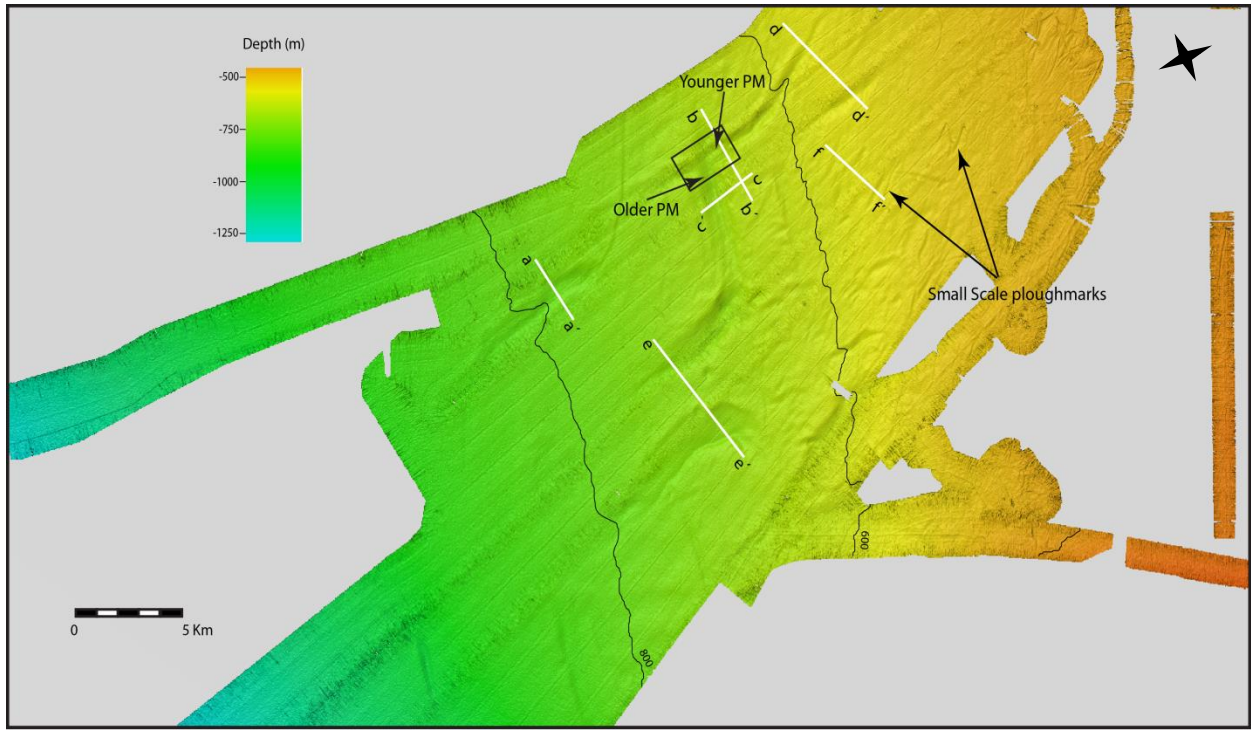 Depth (m)
-500
-750
-1000
-1250
d
d´
Younger PM
b
f
c
Older PM
b´
c´
f´
a
a´
Small Scale ploughmarks
e
e´
600
800
0 5 Km